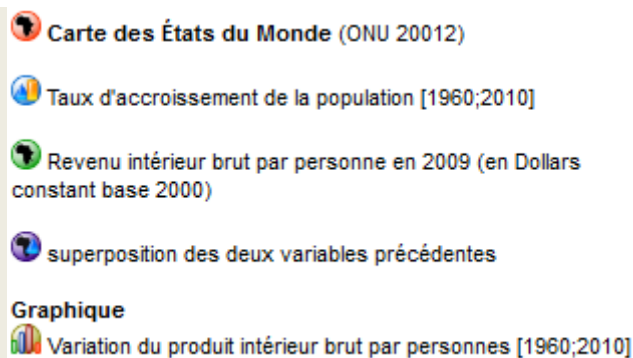 Carte des États du Monde (ONU 20012)
Taux d'accroissement de la population [1960;2010]
Revenu intérieur brut par personne en 2009 (en Dollars
constant base 2000)
superposition des deux variables précédentes
Graphique
Variation du produit intérieur brut par personnes [1960;2010]